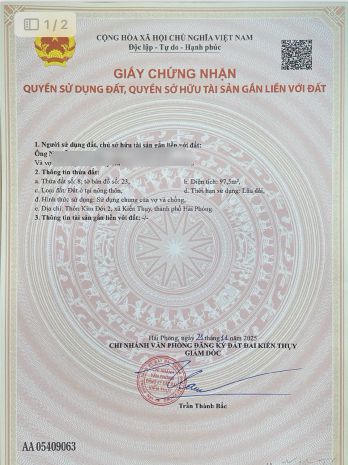 1 / 2
CỘNG HÒA XÃ HỘI CHỦ NGHĨA VIỆT NAM
Độc lập - Tự do - Hạnh phúc
GIẤY CHỨNG NHẬN
QUYỀN SỬ DỤNG ĐẤT, QUYỀN SỞ HỮU TÀI SẢN GẮN LIỀN VỚI ĐẤT
1. Người sử dụng đất, chủ sở hữu tài sản gắn liền với đất:
Ông
Và vợ
2. Thông tin thửa đất:
a. Thửa đất số: 8; tờ bản đồ số: 23, b. Diện tích: 97,5m²,
c. Loại đất: Đất ở tại nông thôn, d. Thời hạn sử dụng: Lâu dài,
đ. Hình thức sử dụng: Sử dụng chung của vợ và chồng,
e. Địa chỉ: Thôn Kim Đới 2, xã Kiến Thụy, thành phố Hải Phòng.
3. Thông tin tài sản gắn liền với đất: -/-
Hải Phòng, ngày tháng năm 2025
CHI NHÁNH VĂN PHÒNG ĐĂNG KÝ ĐẤT ĐAI KIẾN THỤY
GIÁM ĐỐC
Trần Thành Bắc
AA 05409063